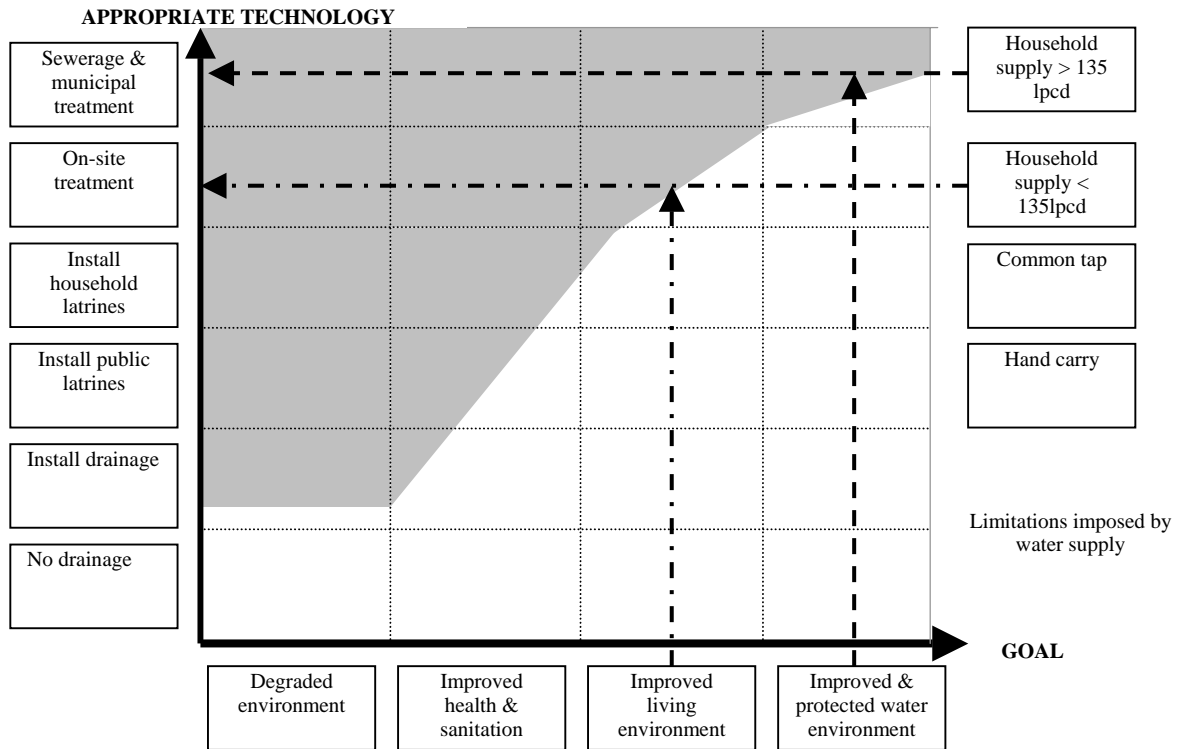 APPROPRIATE TECHNOLOGY
Sewerage &
municipal
treatment
On-site
treatment
Install
household
latrines
Install public
latrines
Install drainage
No drainage
Household
supply > 135
lpcd
Household
supply <
135lpcd
Common tap
Hand carry
Limitations imposed by
water supply
GOAL
Degraded
environment
Improved
health &
sanitation
Improved
living
environment
Improved &
protected water
environment